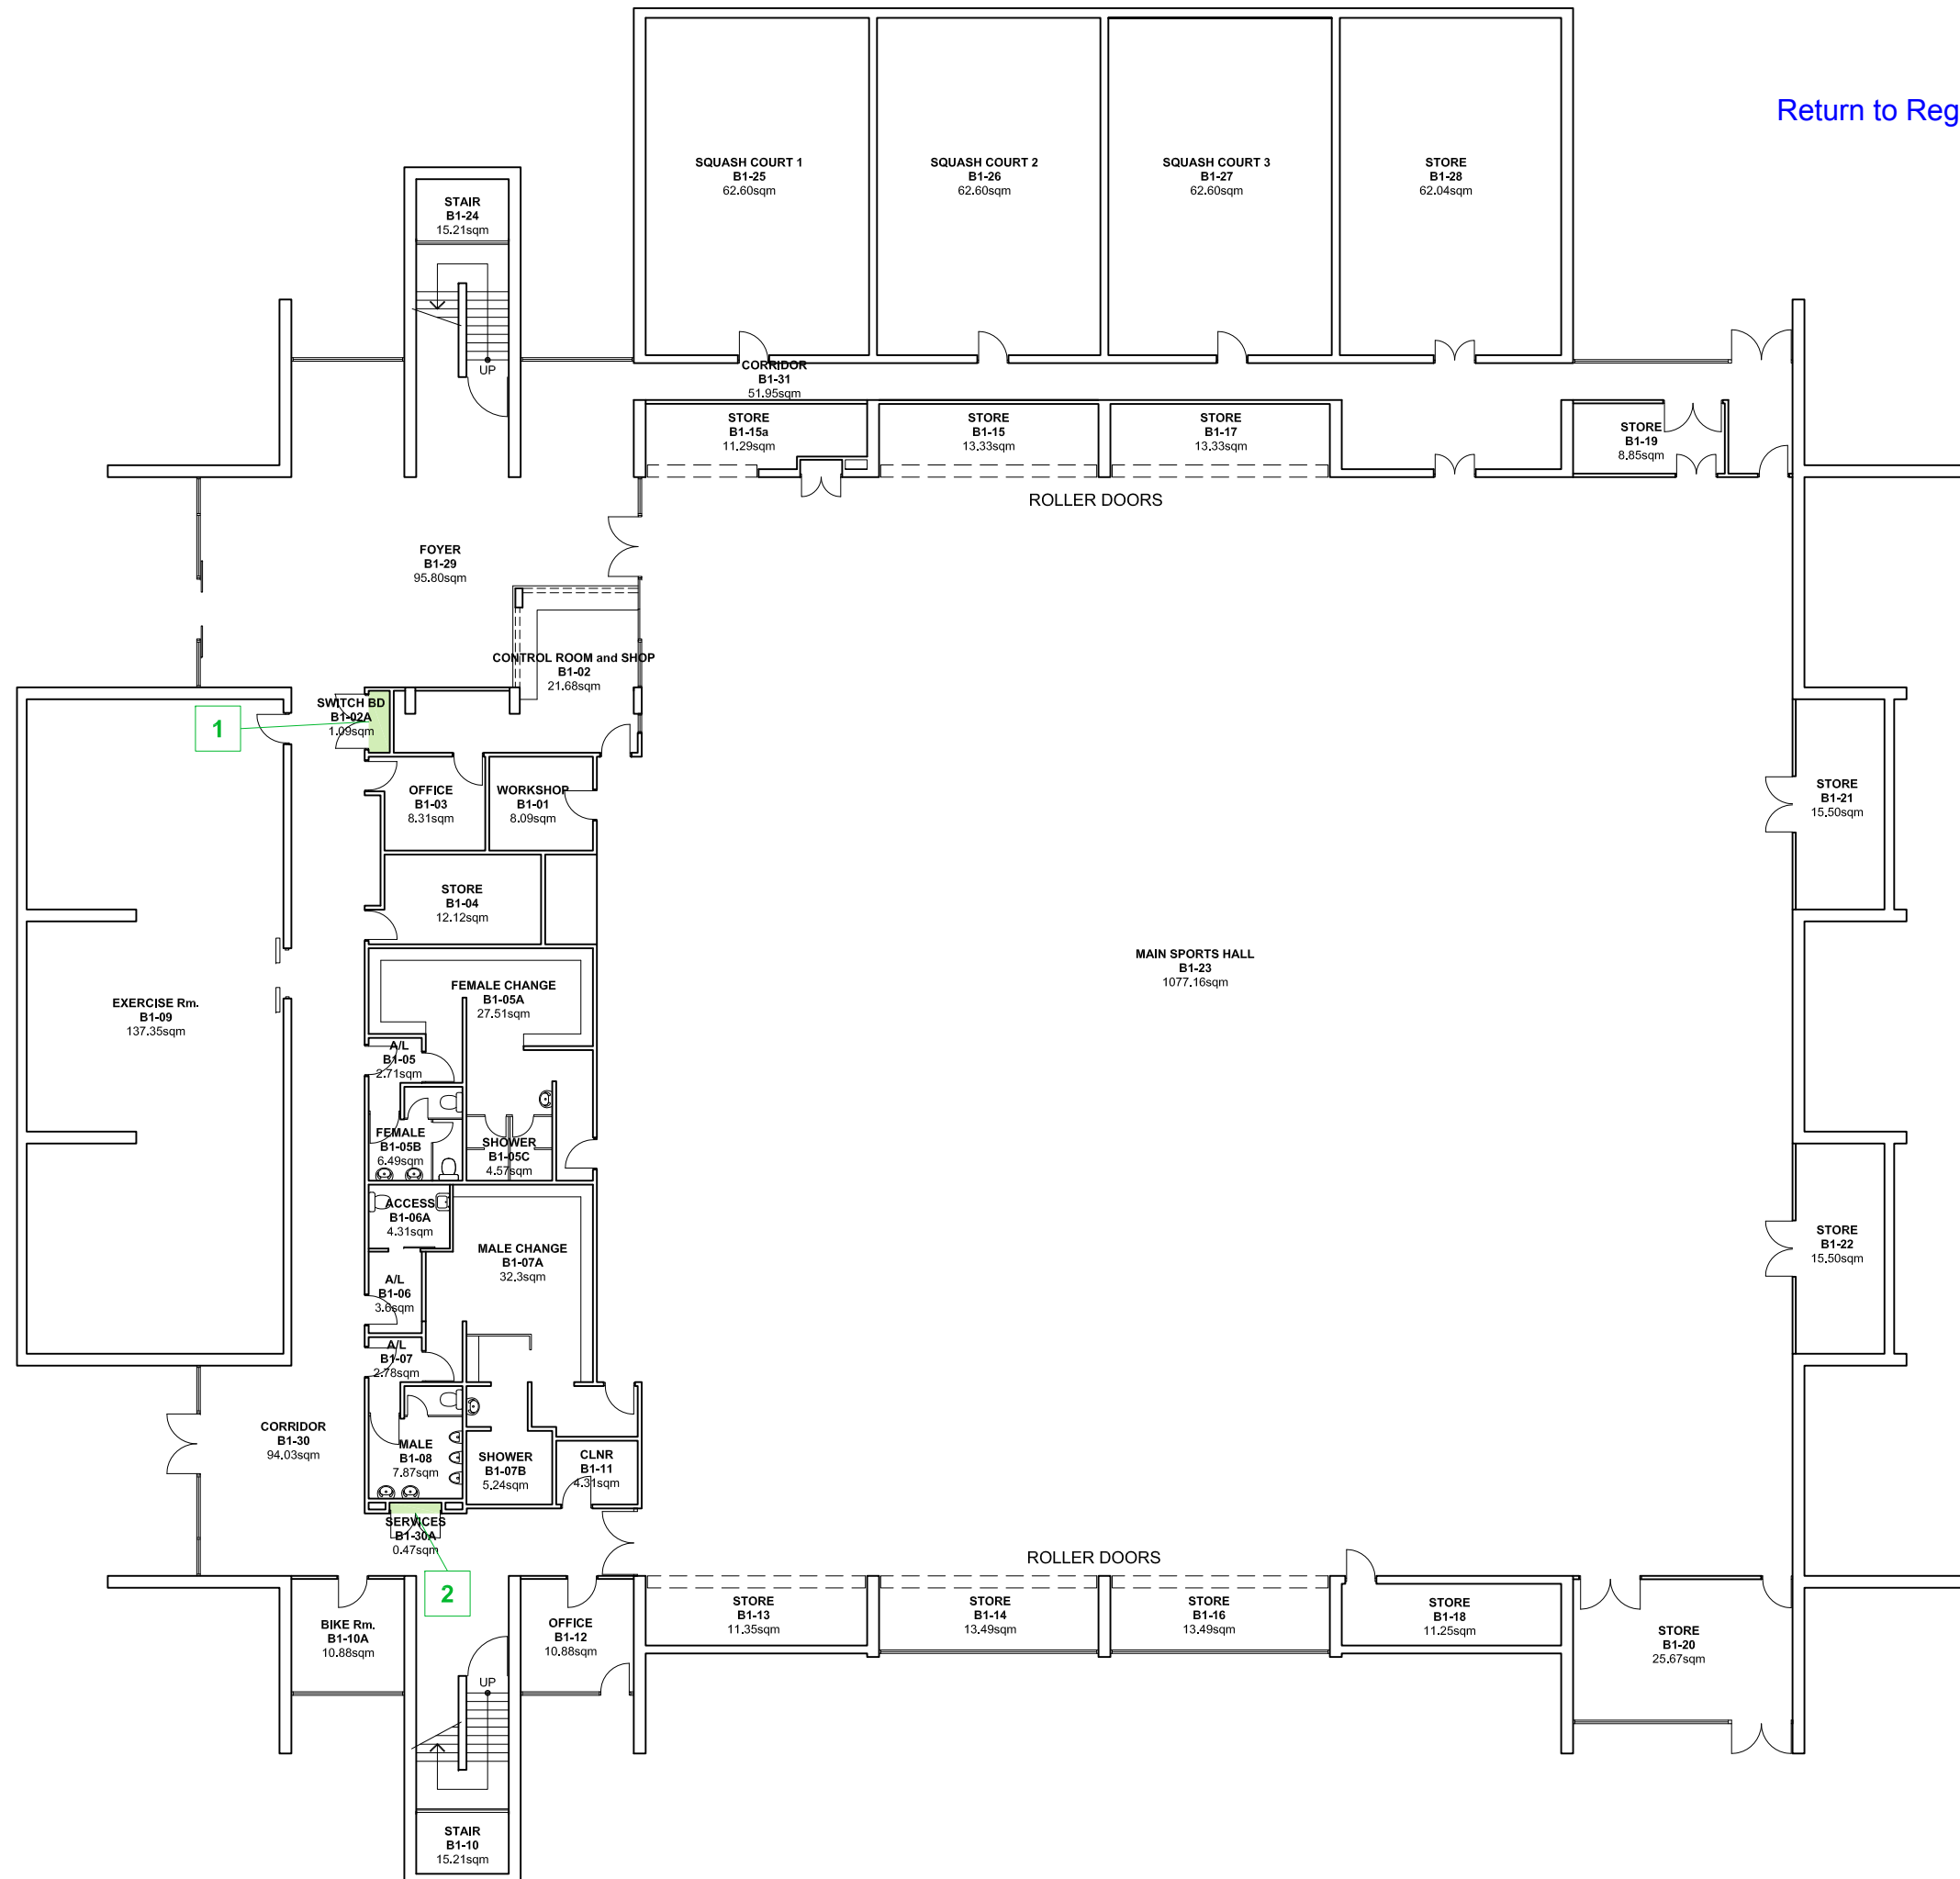 Return to Reg
SQUASH COURT 1
B1-25
62.60sqm
SQUASH COURT 2
B1-26
62.60sqm
SQUASH COURT 3
B1-27
62.60sqm
STORE
B1-28
62.04sqm
STAIR
B1-24
15.21sqm
UP
CORRIDOR
B1-31
51.95sqm
STORE
B1-15a
11.29sqm
STORE
B1-15
13.33sqm
STORE
B1-17
13.33sqm
STORE
B1-19
8.85sqm
ROLLER DOORS
FOYER
B1-29
95.80sqm
CONTROL ROOM and SHOP
B1-02
21.68sqm
SWITCH BD
B1-02A
1.09sqm
1
OFFICE
B1-03
8.31sqm
WORKSHOP
B1-01
8.09sqm
STORE
B1-21
15.50sqm
STORE
B1-04
12.12sqm
MAIN SPORTS HALL
B1-23
1077.16sqm
FEMALE CHANGE
B1-05A
27.51sqm
EXERCISE Rm.
B1-09
137.35sqm
A/L
B1-05
2.71sqm
FEMALE
B1-05B
6.49sqm
SHOWER
B1-05C
4.57sqm
ACCESS
B1-06A
4.31sqm
MALE CHANGE
B1-07A
32.3sqm
STORE
B1-22
15.50sqm
A/L
B1-06
3.6sqm
A/L
B1-07
2.78sqm
CORRIDOR
B1-30
94.03sqm
MALE
B1-08
7.87sqm
SHOWER
B1-07B
5.24sqm
CLNR
B1-11
4.31sqm
SERVICES
B1-30A
0.47sqm
2
ROLLER DOORS
BIKE Rm.
B1-10A
10.88sqm
OFFICE
B1-12
10.88sqm
STORE
B1-13
11.35sqm
STORE
B1-14
13.49sqm
STORE
B1-16
13.49sqm
STORE
B1-18
11.25sqm
STORE
B1-20
25.67sqm
UP
STAIR
B1-10
15.21sqm